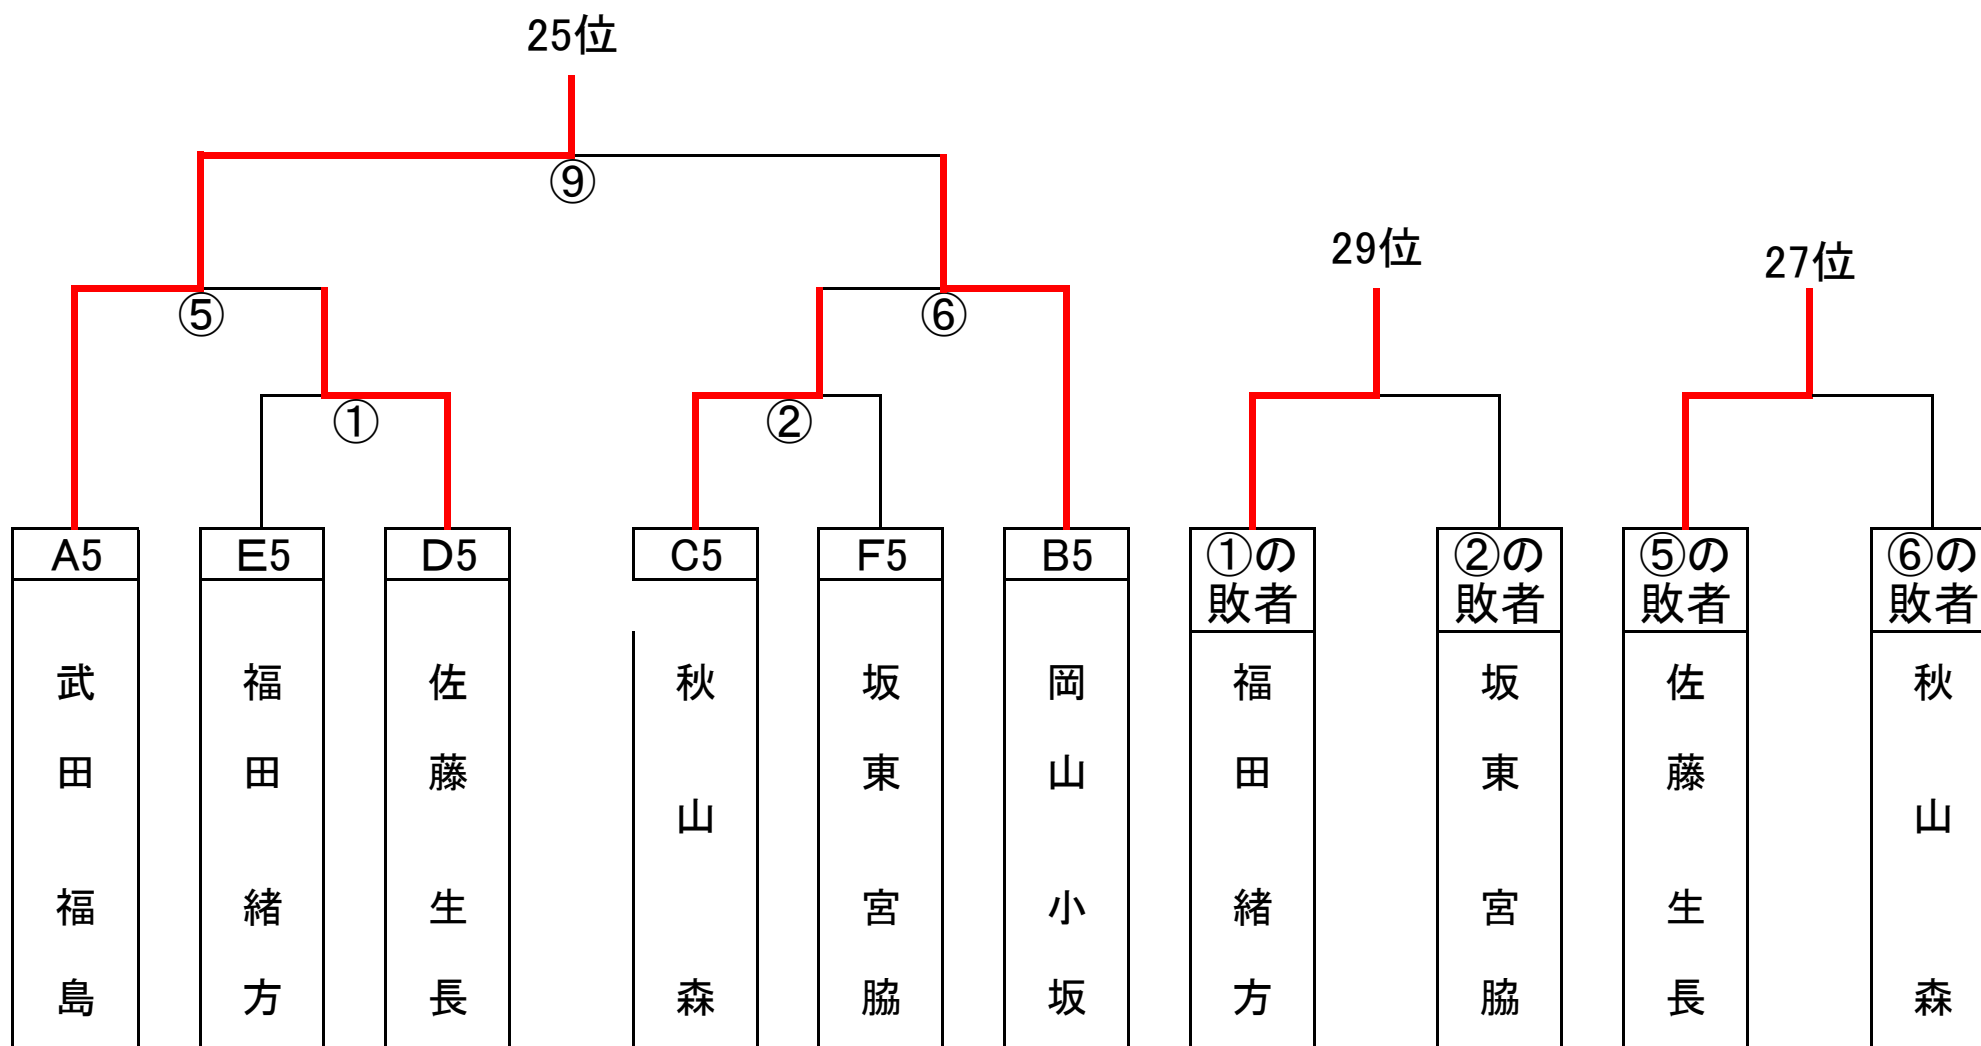 25位
⑨
29位
27位
⑤
⑥
①
②
A5
E5
D5
C5
F5
B5
①の
敗者
②の
敗者
⑤の
敗者
⑥の
敗者
武田福島
福田緒方
佐藤生長
秋山森
坂東宮脇
岡山小坂
福田緒方
坂東宮脇
佐藤生長
秋山森